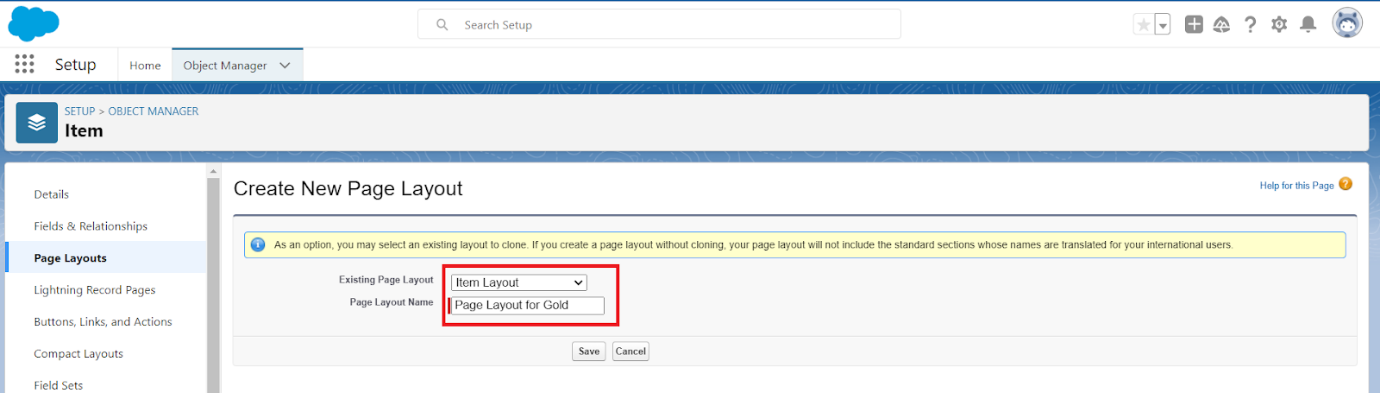 Search Setup
Setup
Home
Object Manager
SETUP > OBJECT MANAGER
Item
Details
Fields & Relationships
Page Layouts
Lightning Record Pages
Buttons, Links, and Actions
Compact Layouts
Field Sets
Create New Page Layout
Help for this Page ?
i As an option, you may select an existing layout to clone. If you create a page layout without cloning, your page layout will not include the standard sections whose names are translated for your international users.
Existing Page Layout Item Layout
Page Layout Name Page Layout for Gold
Save Cancel